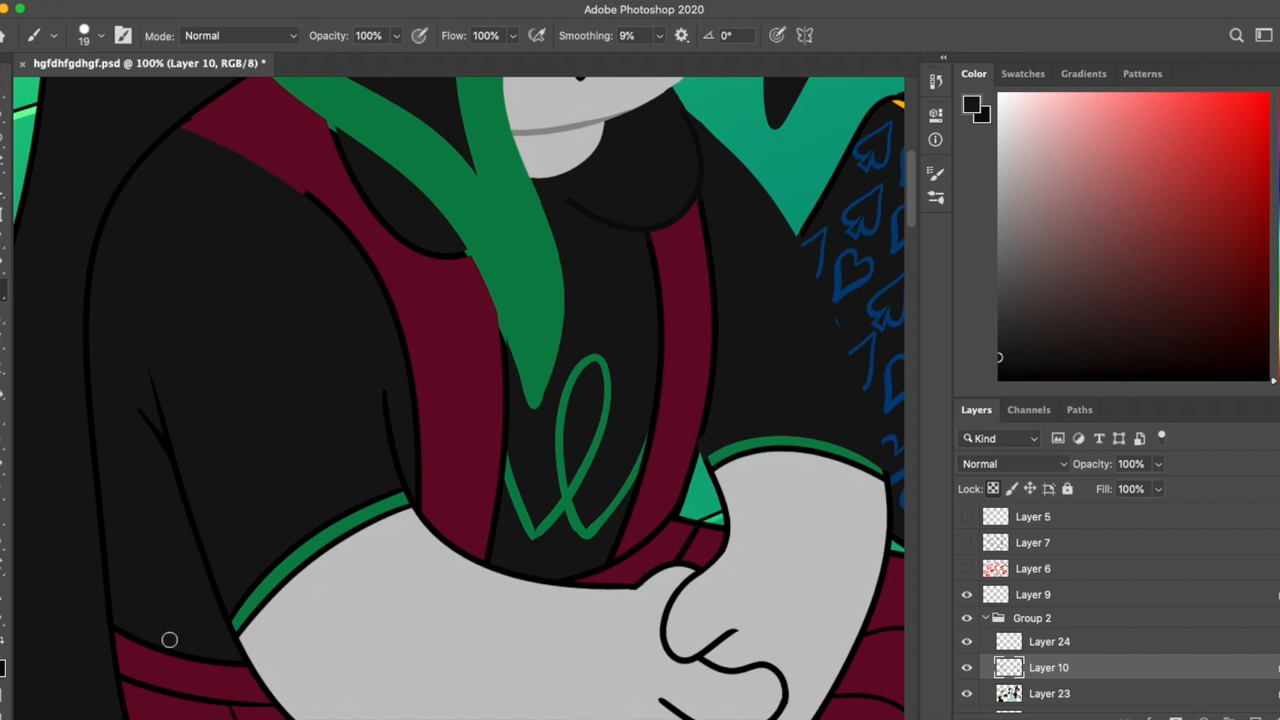 Adobe Photoshop 2020
19 Mode: Normal Opacity: 100% Flow: 100% Smoothing: 9% 0°
× hgfdhfgdhgf.psd @ 100% (Layer 10, RGB/8) *
Color Swatches Gradients Patterns
Layers Channels Paths
Kind
Normal Opacity: 100%
Lock: Fill: 100%
Layer 5
Layer 7
Layer 6
Layer 9
Group 2
Layer 24
Layer 10
Layer 23